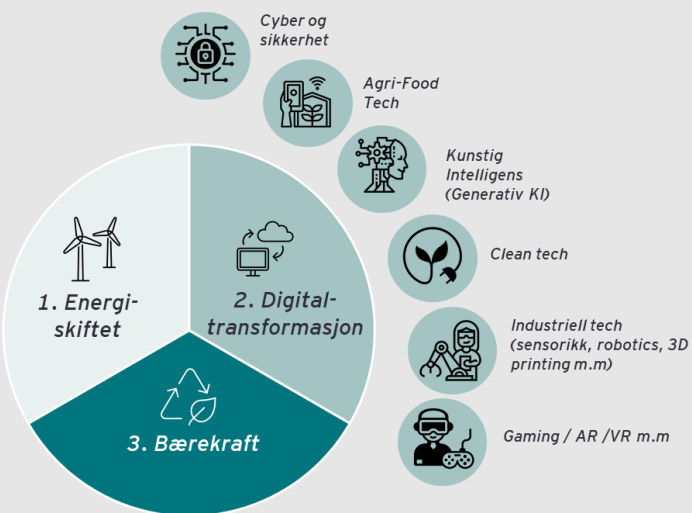 Cyber og
sikkerhet
Agri-Food
Tech
Kunstig
Intelligens
(Generativ KI)
Clean tech
Industriell tech
(sensorikk, robotics, 3D
printing m.m)
Gaming / AR /VR m.m
1. Energi-
skiftet
2. Digital-
transformasjon
3. Bærekraft